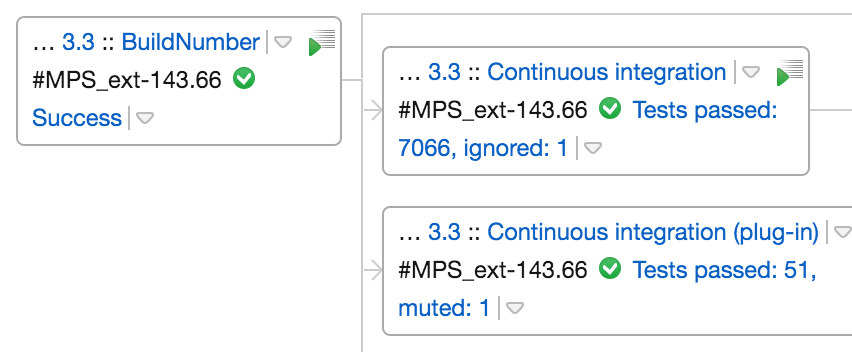 ... 3.3 :: BuildNumber
#MPS_ext-143.66
Success
... 3.3 :: Continuous integration
#MPS_ext-143.66 Tests passed:
7066, ignored: 1
... 3.3 :: Continuous integration (plug-in)
#MPS_ext-143.66 Tests passed: 51,
muted: 1